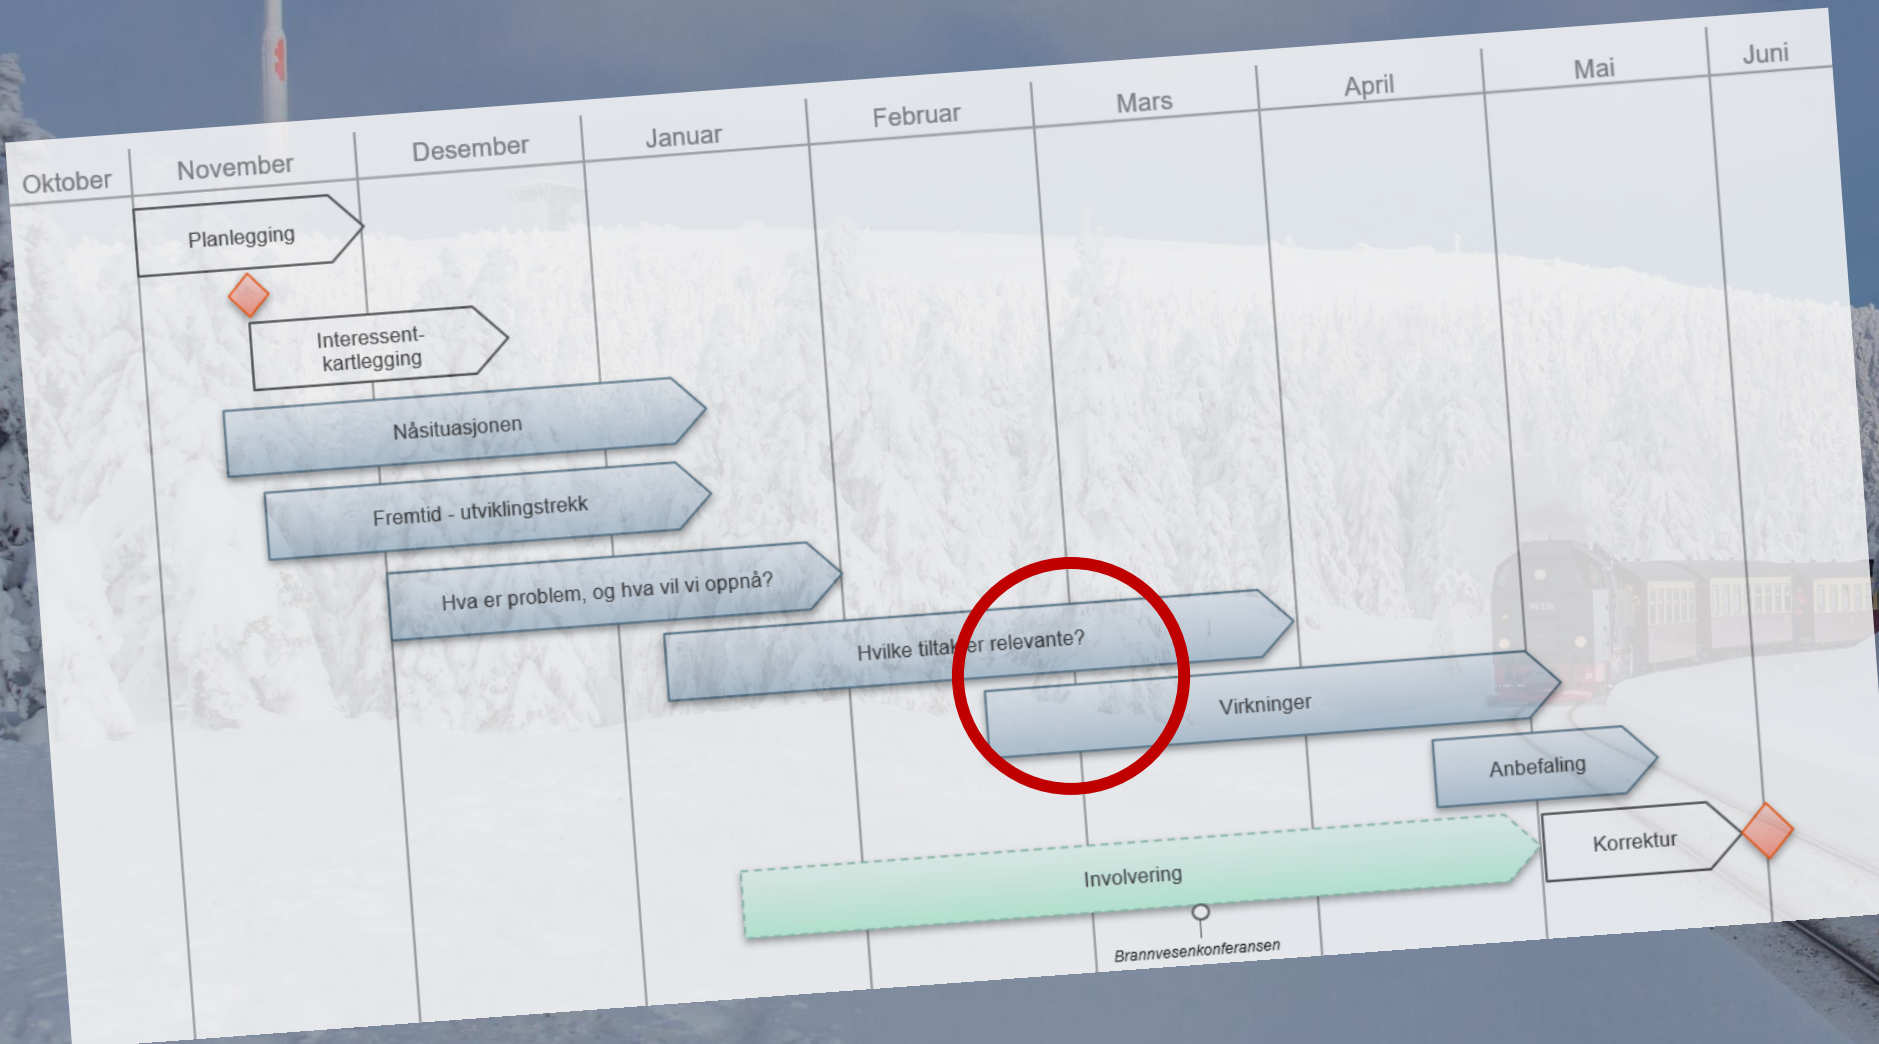 Oktober
November
Desember
Januar
Februar
Mars
April
Mai
Juni
Planlegging
Interessent-
kartlegging
Nåsituasjonen
Fremtid - utviklingstrekk
Hva er problem, og hva vil vi oppnå?
Hvilke tiltak er relevante?
Virkninger
Anbefaling
Korrektur
Involvering
Brannvesenkonferansen